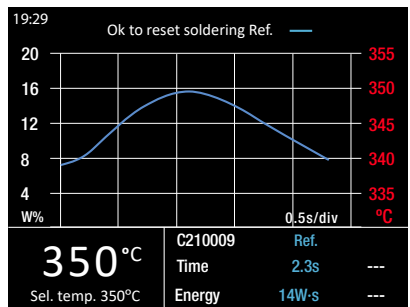 19:29
Ok to reset soldering Ref.
20 355
16 350
12 345
8 340
4 335
W% 0.5s/div °C
350°C
Sel. temp. 350ºC
C210009 Ref.
Time 2.3s ---
Energy 14W·s ---